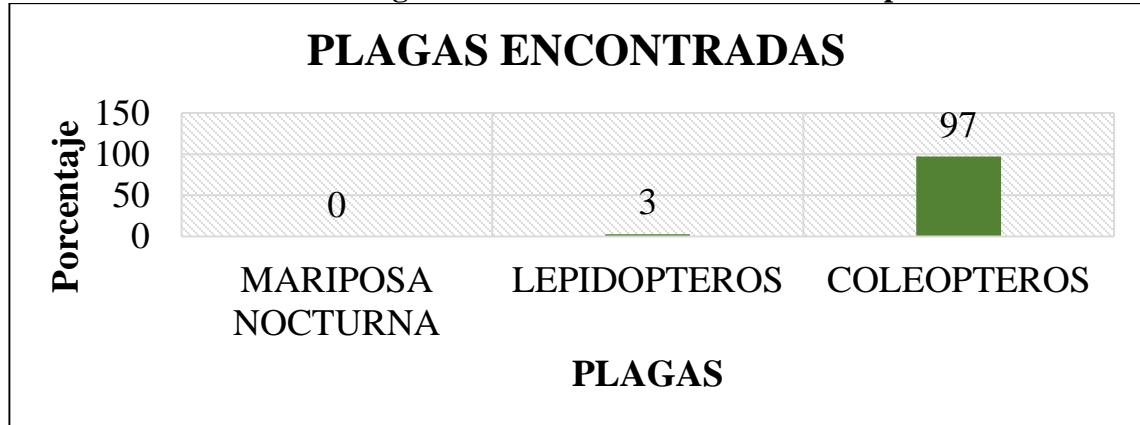 PLAGAS ENCONTRADAS
Porcentaje
150
100
50
0
0
3
97
MARIPOSA
NOCTURNA
LEPIDOPTEROS
COLEOPTEROS
PLAGAS